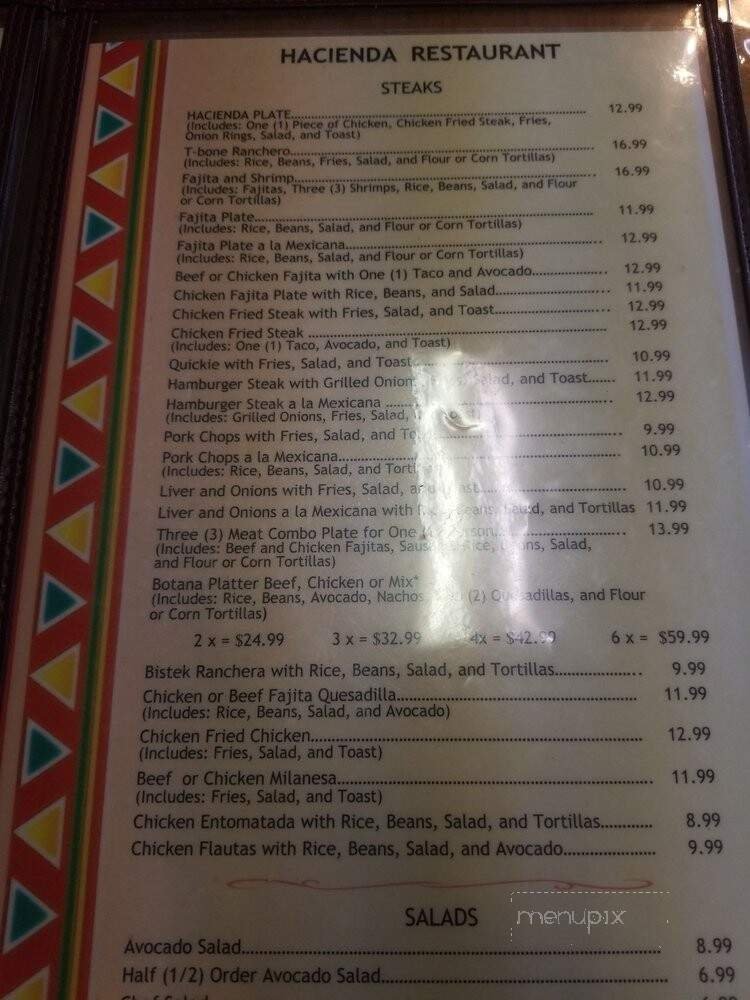 HACIENDA RESTAURANT
STEAKS
HACIENDA PLATE 12.99
(Includes: One (1) Piece of Chicken, Chicken Fried Steak, Fries,
Onion Rings, Salad, and Toast)
T-bone Ranchero 16.99
(Includes: Rice, Beans, Fries, Salad, and Flour or Corn Tortillas)
Fajita and Shrimp 16.99
(Includes: Fajitas, Three (3) Shrimps, Rice, Beans, Salad, and Flour
or Corn Tortillas)
Fajita Plate 11.99
(Includes: Rice, Beans, Salad, and Flour or Corn Tortillas)
Fajita Plate a la Mexicana 12.99
(Includes: Rice, Beans, Salad, and Flour or Corn Tortillas)
Beef or Chicken Fajita with One (1) Taco and Avocado 12.99
Chicken Fajita Plate with Rice, Beans, and Salad 11.99
Chicken Fried Steak with Fries, Salad, and Toast 12.99
Chicken Fried Steak 12.99
(Includes: One (1) Taco, Avocado, and Toast)
Quickie with Fries, Salad, and Toast 10.99
Hamburger Steak with Grilled Onion Salad, and Toast 11.99
Hamburger Steak a la Mexicana 12.99
(Includes: Grilled Onions, Fries, Salad,
Pork Chops with Fries, Salad, and 9.99
Pork Chops a la Mexicana 10.99
(Includes: Rice, Beans, Salad, and
Liver and Onions with Fries, Salad, 10.99
Liver and Onions a la Mexicana with Beans, Salad, and Tortillas 11.99
Three (3) Meat Combo Plate for One 13.99
(Includes: Beef and Chicken Fajitas, Rice, Salad,
and Flour or Corn Tortillas)
Botana Platter Beef, Chicken or Mix*
(Includes: Rice, Beans, Avocado, Nachos, (2) Quesadillas, and Flour
or Corn Tortillas)
2 x = $24.99 3 x = $32.99 4x = $42.99 6 x = $59.99
Bistek Ranchera with Rice, Beans, Salad, and Tortillas 9.99
Chicken or Beef Fajita Quesadilla 11.99
(Includes: Rice, Beans, Salad, and Avocado)
Chicken Fried Chicken 12.99
(Includes: Fries, Salad, and Toast)
Beef or Chicken Milanesa 11.99
(Includes: Fries, Salad, and Toast)
Chicken Entomatada with Rice, Beans, Salad, and Tortillas 8.99
Chicken Flautas with Rice, Beans, Salad, and Avocado 9.99
SALADS
menupix
Avocado Salad 8.99
Half (1/2) Order Avocado Salad 6.99